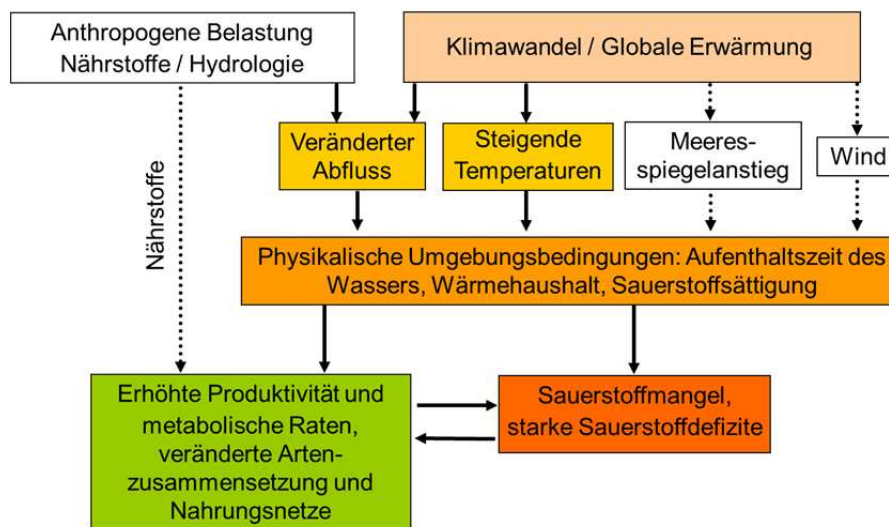 Anthropogene Belastung
Nährstoffe / Hydrologie
Klimawandel / Globale Erwärmung
Veränderter
Abfluss
Steigende
Temperaturen
Meeres-
spiegelanstieg
Wind
Nährstoffe
Physikalische Umgebungsbedingungen: Aufenthaltszeit des
Wassers, Wärmehaushalt, Sauerstoffsättigung
Erhöhte Produktivität und
metabolische Raten,
veränderte Arten-
zusammensetzung und
Nahrungsnetze
Sauerstoffmangel,
starke Sauerstoffdefizite